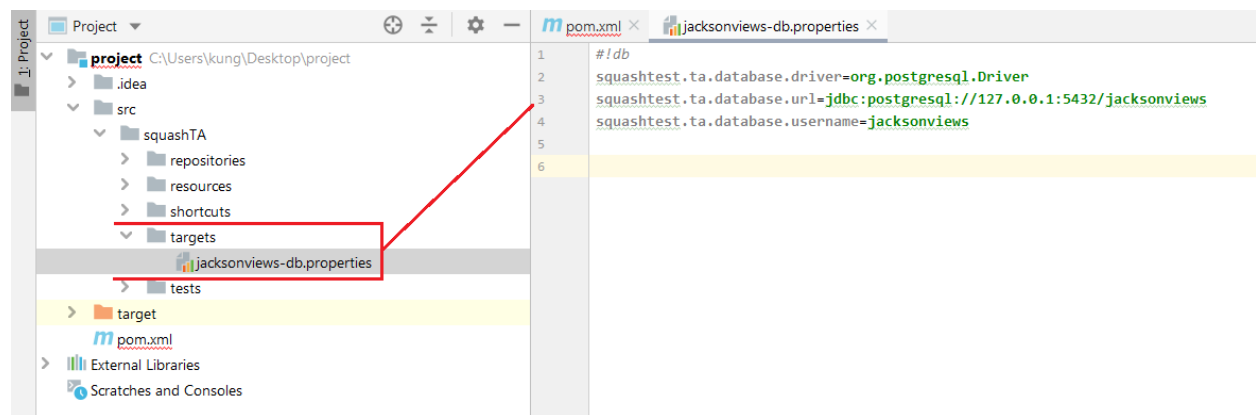 1: Project
Project
project C:\Users\kung\Desktop\project
.idea
src
squashTA
repositories
resources
shortcuts
targets
jacksonviews-db.properties
tests
target
m pom.xml
External Libraries
Scratches and Consoles
m pom.xml
jacksonviews-db.properties
1 #!db
2 squashtest.ta.database.driver=org.postgresql.Driver
3 squashtest.ta.database.url=jdbc:postgresql://127.0.0.1:5432/jacksonviews
4 squashtest.ta.database.username=jacksonviews
5
6